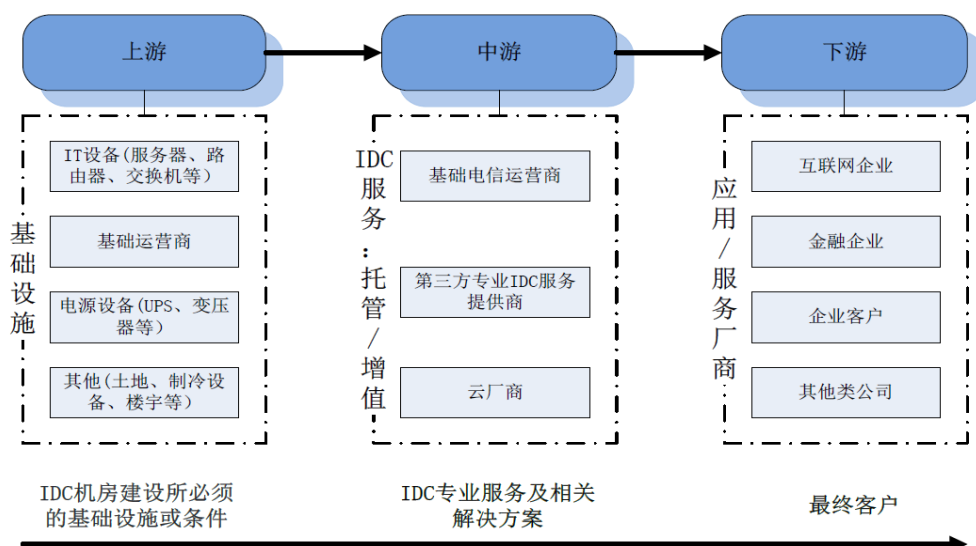 上游
中游
下游
基础设施
IT设备(服务器、路
由器、交换机等）
基础运营商
电源设备(UPS、变压
器等）
其他(土地、制冷设
备、楼宇等）
IDC服务：托管/增值
基础电信运营商
第三方专业IDC服务
提供商
云厂商
应用/服务厂商
互联网企业
金融企业
企业客户
其他类公司
IDC机房建设所必须
的基础设施或条件
IDC专业服务及相关
解决方案
最终客户